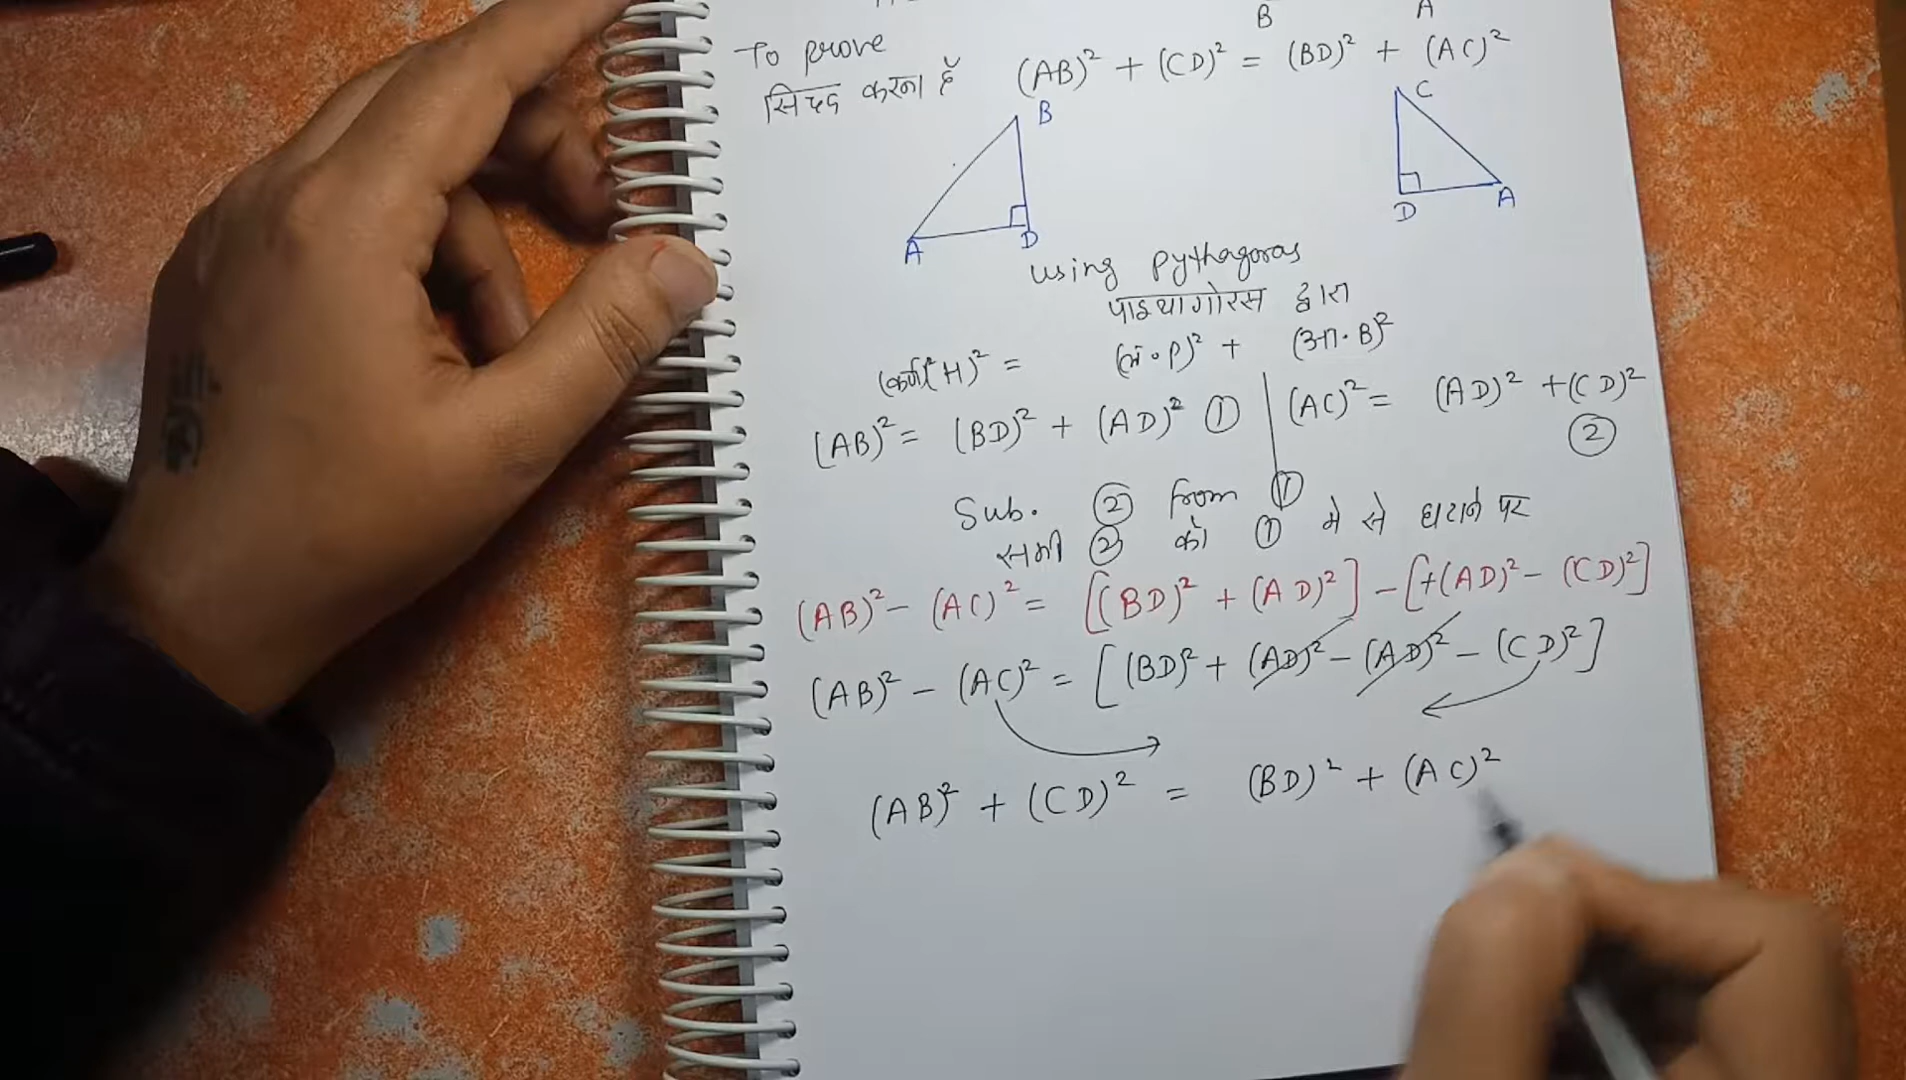 B A
To prove
सिद्द करना है (AB)² + (CD)² = (BD)² + (AC)²
B
A D
C
D A
using pythagoras
पाइथागोरस द्वारा
(कर्ण H)² = (लं॰P)² + (आ॰B)²
(AB)² = (BD)² + (AD)² ① | (AC)² = (AD)² + (CD)² ②
Sub. ② from ①
समी ② को ① मे से घटाने पर
(AB)² - (AC)² = [(BD)² + (AD)²] - [+(AD)² - (CD)²]
(AB)² - (AC)² = [(BD)² + (AD)² - (AD)² - (CD)²]
(AB)² + (CD)² = (BD)² + (AC)²